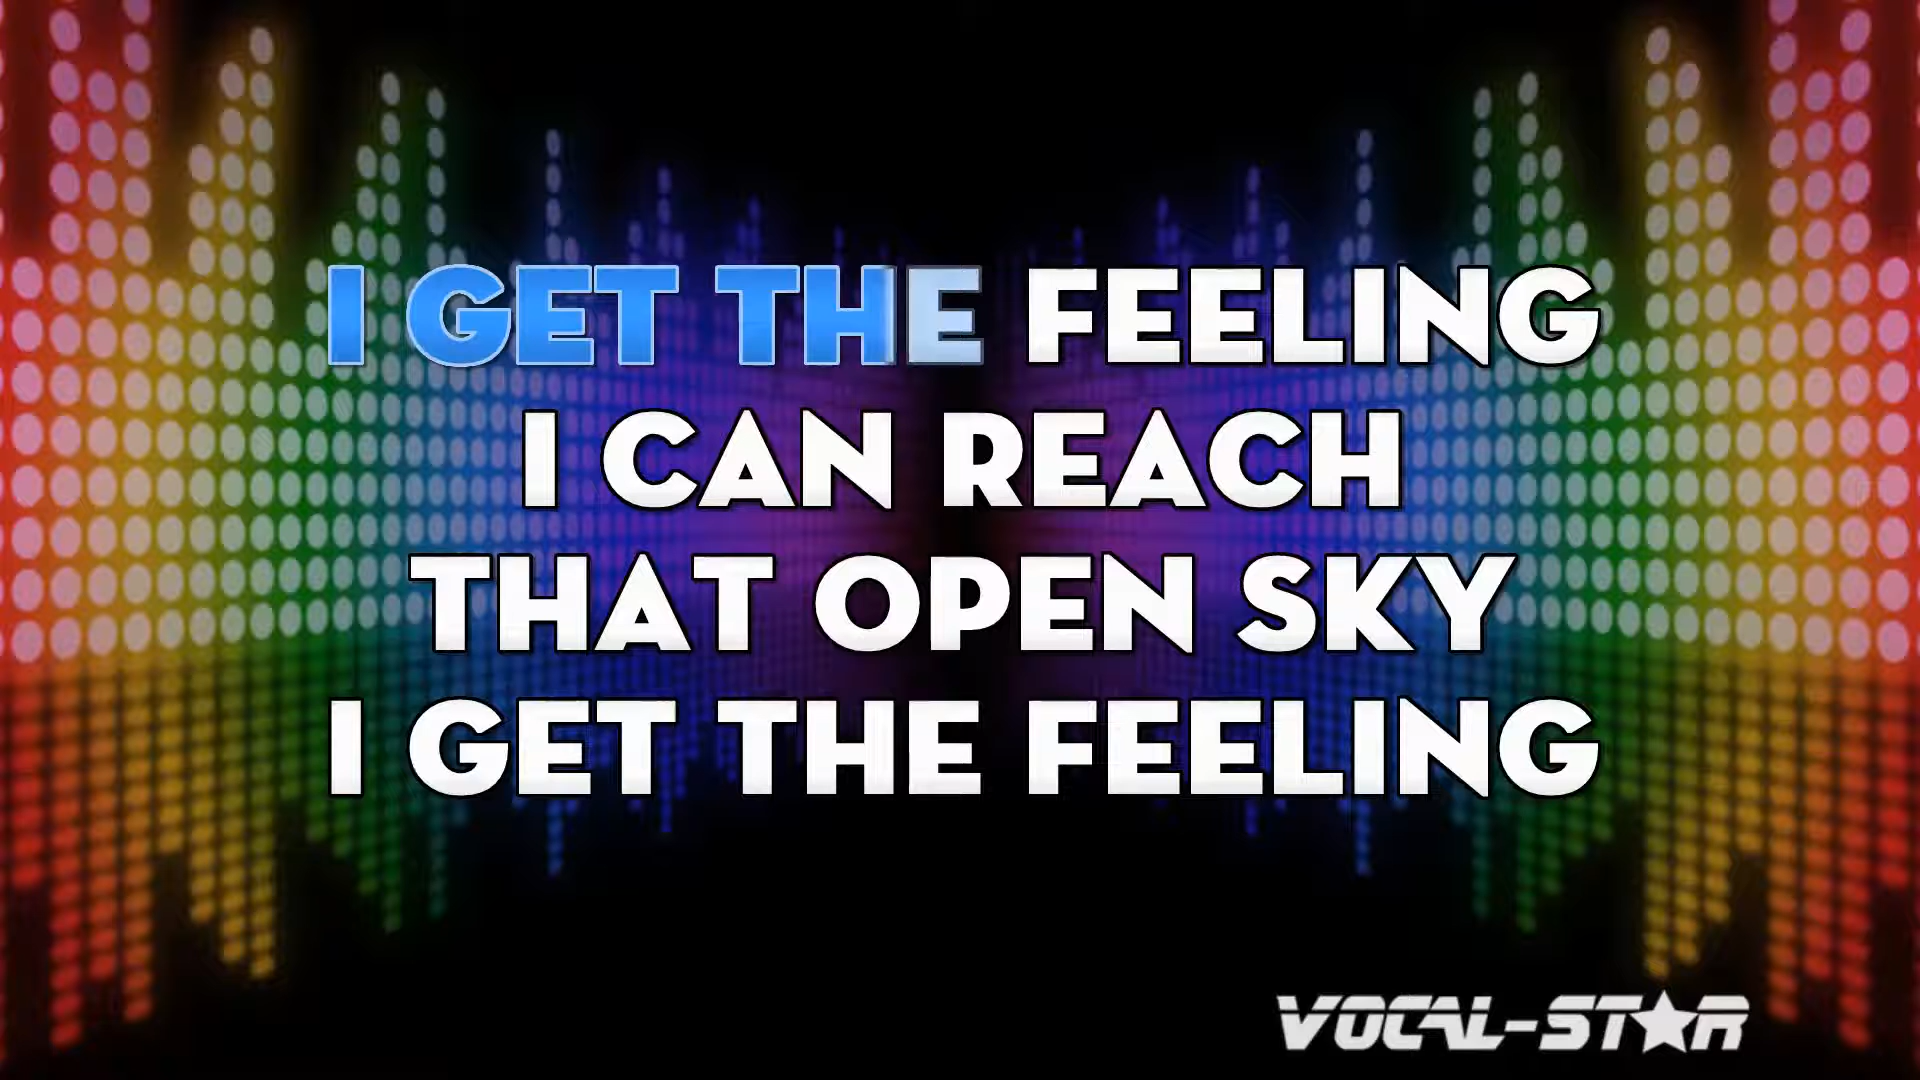 I GET THE FEELING
I CAN REACH
THAT OPEN SKY
I GET THE FEELING
VOCAL-STAR